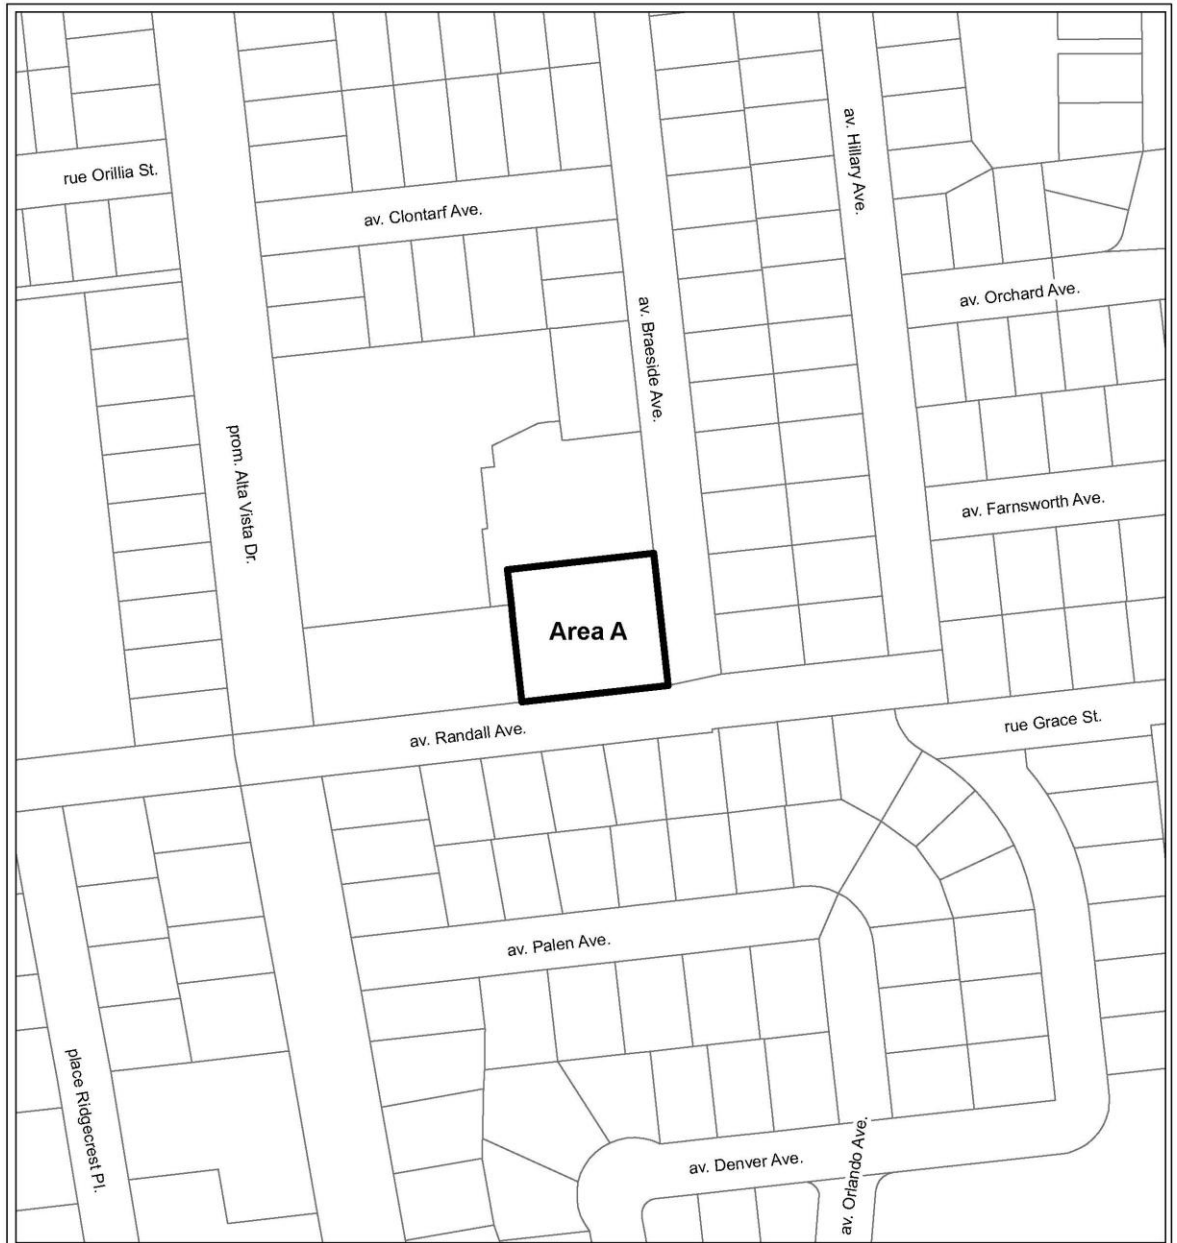 rue Orillia St.
av. Clontarf Ave.
av. Hillary Ave.
av. Orchard Ave.
av. Braeside Ave.
prom. Alta Vista Dr.
av. Farnsworth Ave.
Area A
av. Randall Ave.
rue Grace St.
av. Palen Ave.
place Ridgecrest Pl.
av. Denver Ave.
av. Orlando Ave.